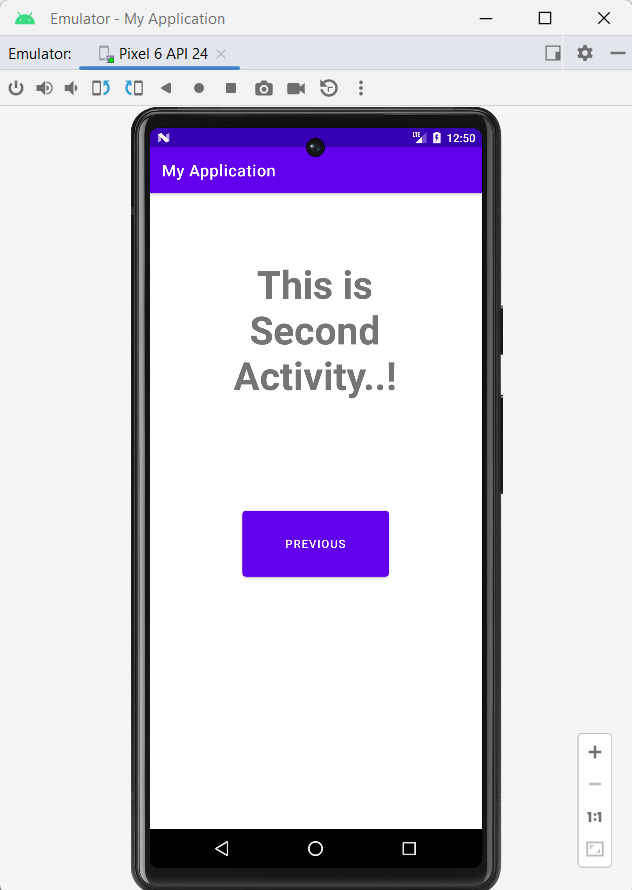 Emulator - My Application
Emulator: Pixel 6 API 24
LTE 12:50
My Application
This is
Second
Activity..!
PREVIOUS
1:1